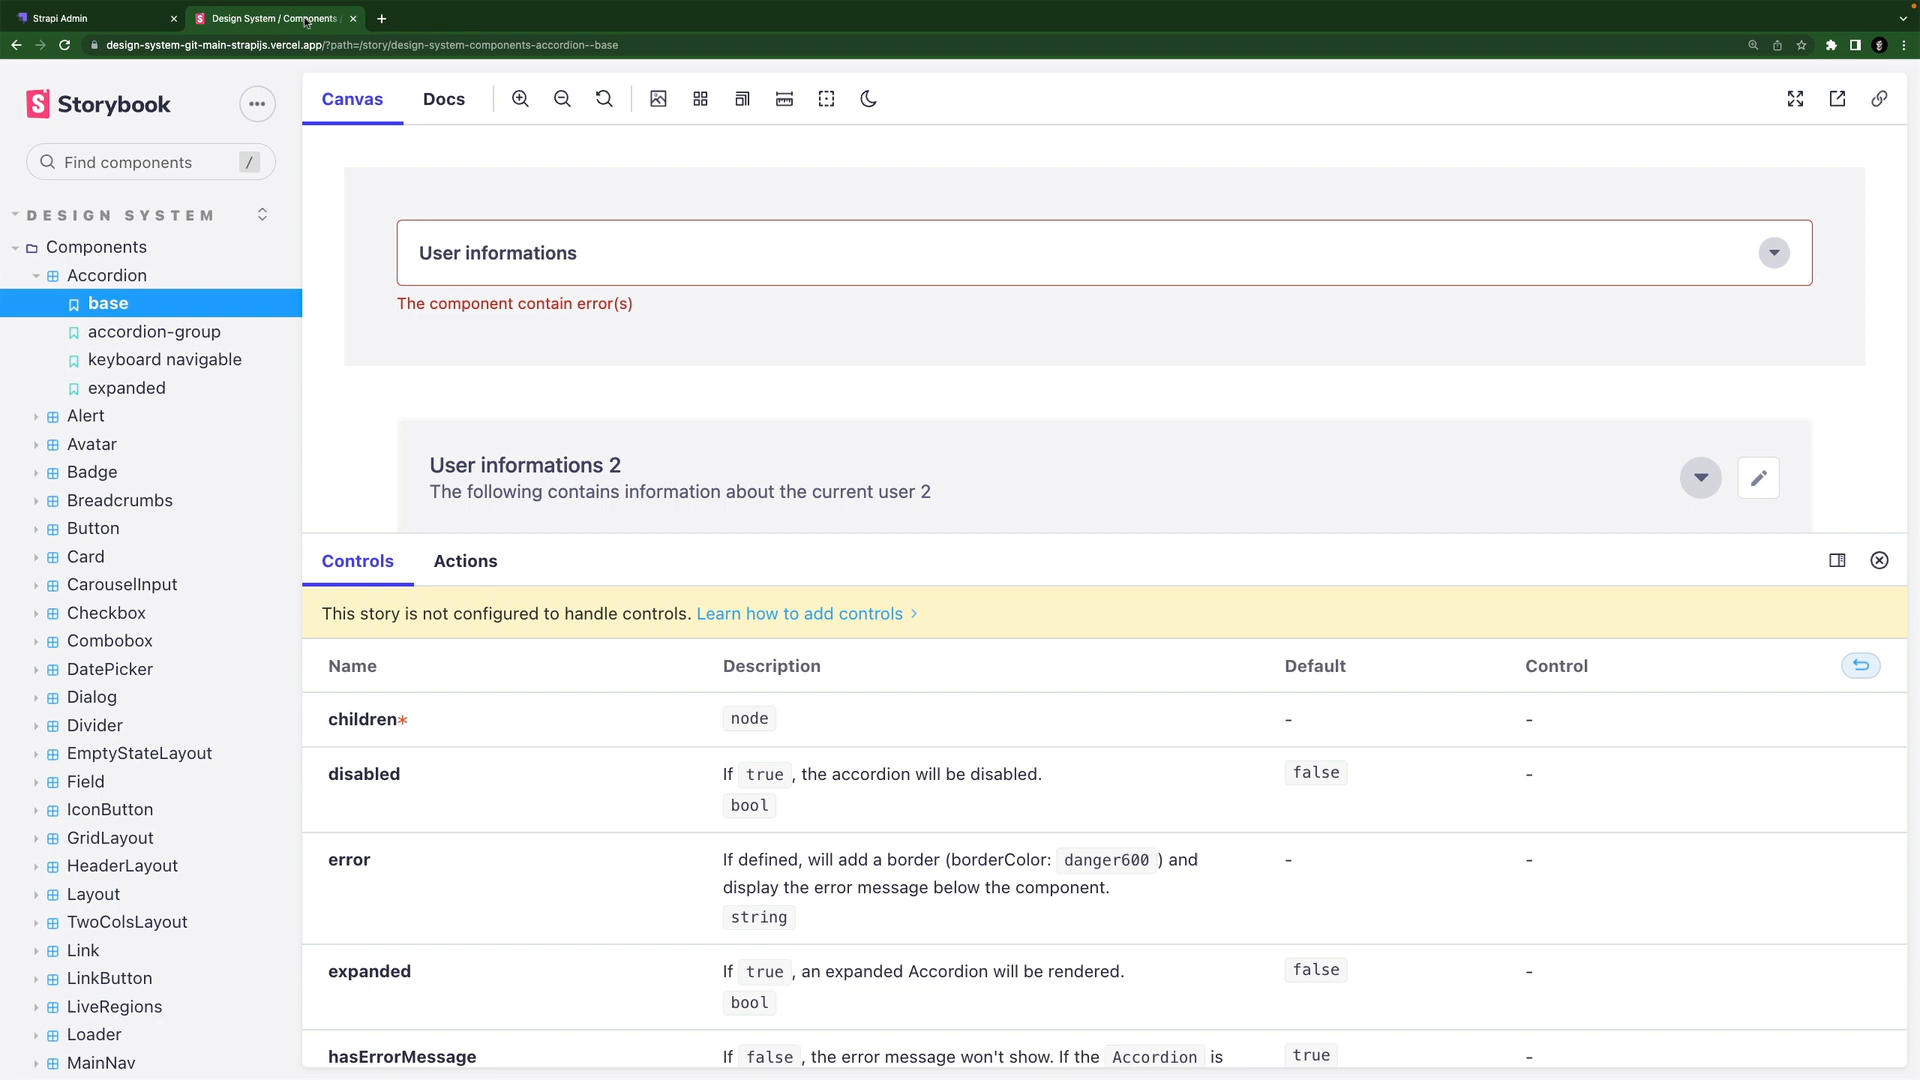 Strapi Admin
Design System / Components /
design-system-git-main-strapijs.vercel.app/?path=/story/design-system-components-accordion--base
Storybook
Find components
/
DESIGN SYSTEM
Components
Accordion
base
accordion-group
keyboard navigable
expanded
Alert
Avatar
Badge
Breadcrumbs
Button
Card
CarouselInput
Checkbox
Combobox
DatePicker
Dialog
Divider
EmptyStateLayout
Field
IconButton
GridLayout
HeaderLayout
Layout
TwoColsLayout
Link
LinkButton
LiveRegions
Loader
MainNav
Canvas
Docs
User informations
The component contain error(s)
User informations 2
The following contains information about the current user 2
Controls
Actions
This story is not configured to handle controls. Learn how to add controls
Name
Description
Default
Control
children*
node
-
-
disabled
If true , the accordion will be disabled.
bool
false
-
error
If defined, will add a border (borderColor: danger600 ) and
display the error message below the component.
string
-
-
expanded
If true , an expanded Accordion will be rendered.
bool
false
-
hasErrorMessage
If false , the error message won't show. If the Accordion is
true
-